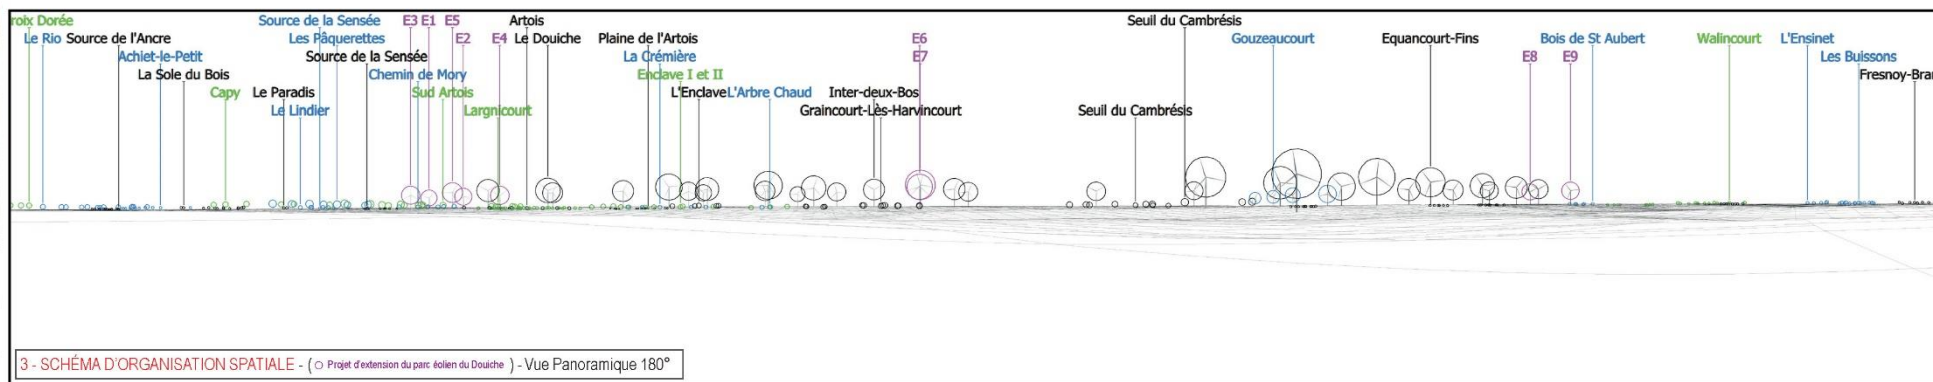 roix Dorée Source de la Sensée E3 E1 E5 Artois Seuil du Cambrésis
Le Rio Source de l'Ancre Les Pâquerettes E2 E4 Le Douiche Plaine de l'Artois E6 Gouzeaucourt Equancourt-Fins Bois de St Aubert Walincourt L'Ensinet
Achiet-le-Petit Source de la Sensée La Crémière E7 E8 E9 Les Buissons
La Sole du Bois Chemin de Mory Enclave I et II Fresnoy-Bran
Capy Le Paradis Sud Artois L'Enclave L'Arbre Chaud Inter-deux-Bos
Le Lindier Largnicourt Graincourt-Lès-Harvincourt Seuil du Cambrésis
3 - SCHÉMA D'ORGANISATION SPATIALE - ( Projet d'extension du parc éolien du Douiche ) - Vue Panoramique 180°